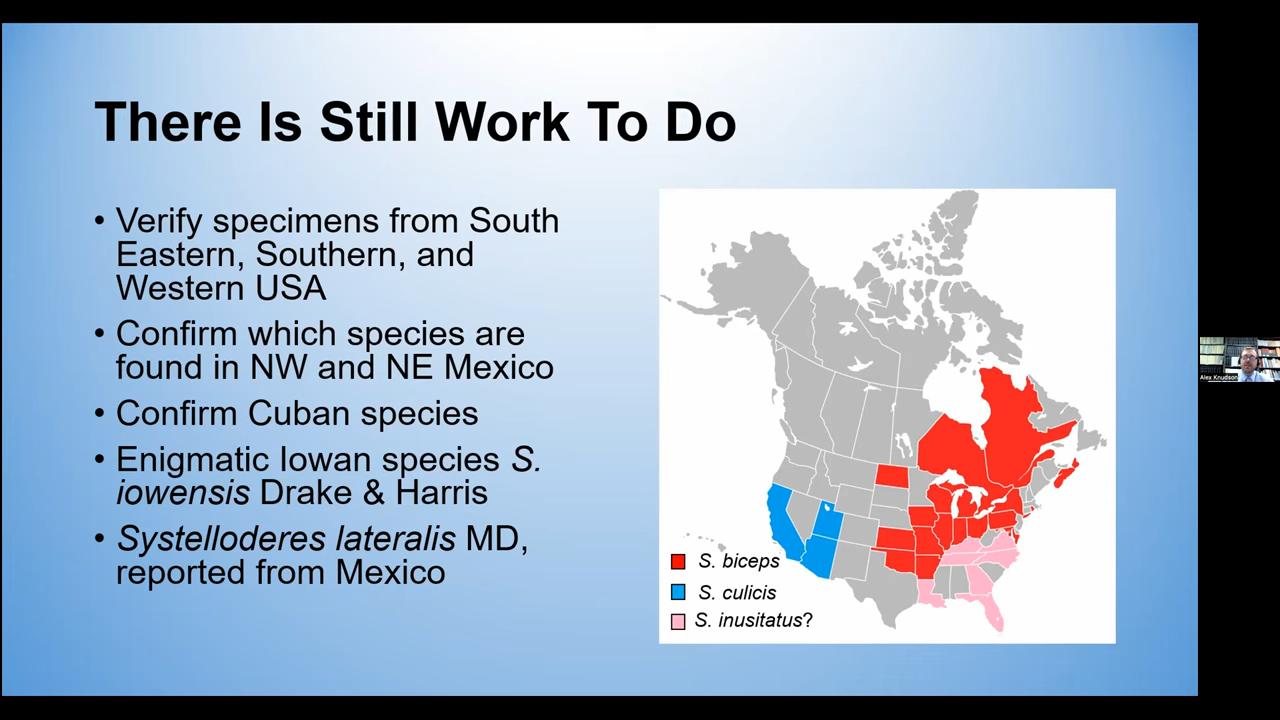 There Is Still Work To Do
• Verify specimens from South
Eastern, Southern, and
Western USA
• Confirm which species are
found in NW and NE Mexico
• Confirm Cuban species
• Enigmatic Iowan species S.
iowensis Drake & Harris
• Systelloderes lateralis MD,
reported from Mexico
S. biceps
S. culicis
S. inusitatus?
Alex Knudson